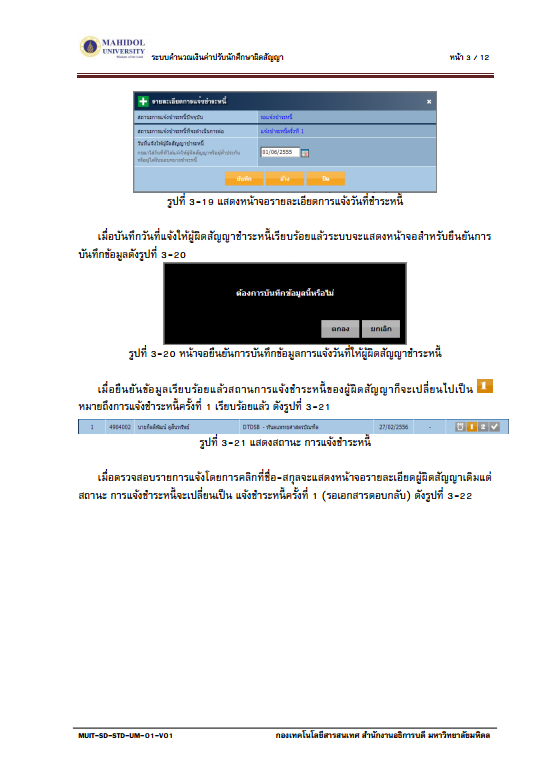 MAHIDOL
UNIVERSITY
ระบบคำนวณเงินค่าปรับนักศึกษาผิดสัญญา
หน้า 3 / 12
รายละเอียดการแจ้งชำระหนี้
สถานะการแจ้งชำระหนี้ปัจจุบัน
รอแจ้งชำระหนี้
สถานะการแจ้งชำระหนี้ที่จะดำเนินการต่อ
แจ้งชำระหนี้ครั้งที่ 1
วันที่แจ้งให้ผู้ผิดสัญญาชำระหนี้
01/06/2555
บันทึก
ล้าง
ปิด
รูปที่ 3-19 แสดงหน้าจอรายละเอียดการแจ้งวันที่ชำระหนี้
เมื่อบันทึกวันที่แจ้งให้ผู้ผิดสัญญาชำระหนี้เรียบร้อยแล้วระบบจะแสดงหน้าจอสำหรับยืนยันการ
บันทึกข้อมูลดังรูปที่ 3-20
ต้องการบันทึกข้อมูลนี้หรือไม่
ตกลง
ยกเลิก
รูปที่ 3-20 หน้าจอยืนยันการบันทึกข้อมูลการแจ้งวันที่ให้ผู้ผิดสัญญาชำระหนี้
เมื่อยืนยันข้อมูลเรียบร้อยแล้วสถานการแจ้งชำระหนี้ของผู้ผิดสัญญาก็จะเปลี่ยนไปเป็น 1
หมายถึงการแจ้งชำระหนี้ครั้งที่ 1 เรียบร้อยแล้ว ดังรูปที่ 3-21
1 4904002 DTDSB - ทันตแพทยศาสตรบัณฑิต 27/02/2556 - 1 2
รูปที่ 3-21 แสดงสถานะ การแจ้งชำระหนี้
เมื่อตรวจสอบรายการแจ้งโดยการคลิกที่ชื่อ-สกุลจะแสดงหน้าจอรายละเอียดผู้ผิดสัญญาเดิมแต่
สถานะ การแจ้งชำระหนี้จะเปลี่ยนเป็น แจ้งชำระหนี้ครั้งที่ 1 (รอเอกสารตอบกลับ) ดังรูปที่ 3-22
MUIT-SD-STD-UM-01-V01
กองเทคโนโลยีสารสนเทศ สำนักงานอธิการบดี มหาวิทยาลัยมหิดล